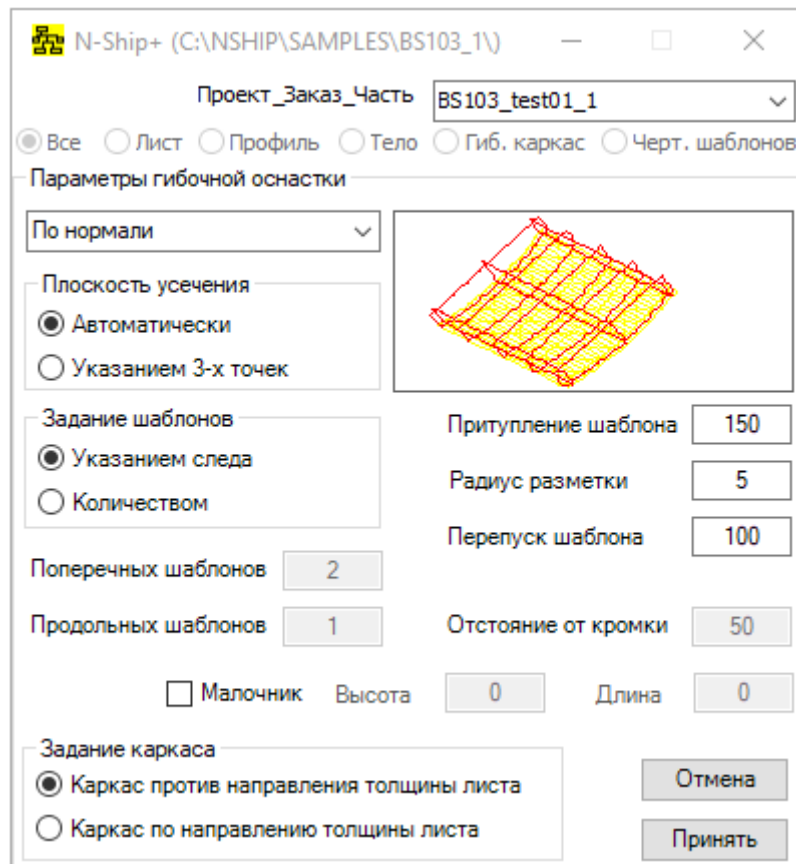 N-Ship+ (C:\NSHIP\SAMPLES\BS103_1\)
Проект_Заказ_Часть BS103_test01_1
Все Лист Профиль Тело Гиб. каркас Черт. шаблонов
Параметры гибочной оснастки
По нормали
Плоскость усечения
Автоматически
Указанием 3-х точек
Задание шаблонов
Указанием следа
Количеством
Притупление шаблона 150
Радиус разметки 5
Перепуск шаблона 100
Поперечных шаблонов 2
Продольных шаблонов 1 Отстояние от кромки 50
Малочник Высота 0 Длина 0
Задание каркаса
Каркас против направления толщины листа
Каркас по направлению толщины листа
Отмена
Принять